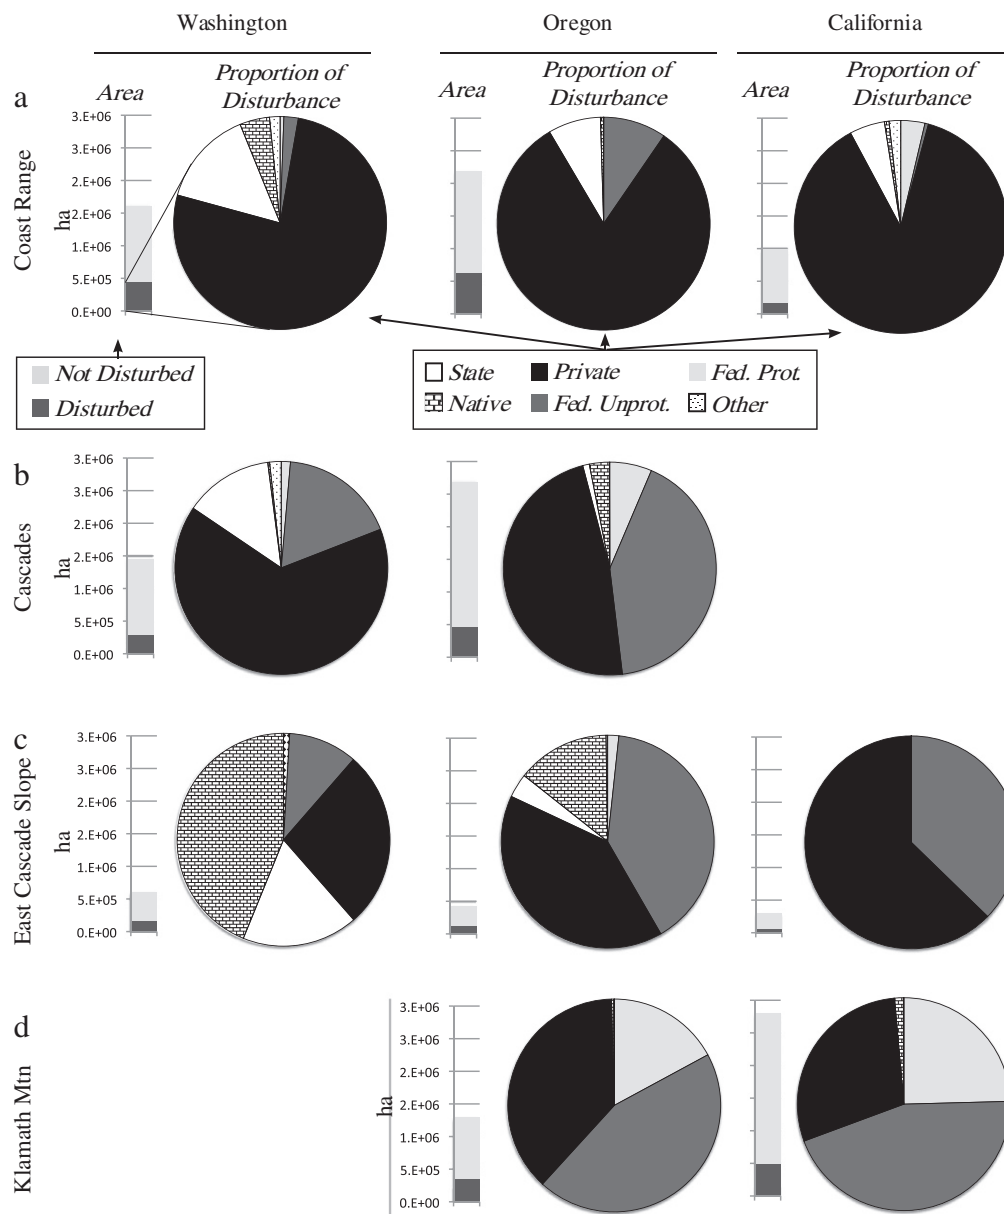 Washington
Oregon
California
a
Area
Proportion of
Disturbance
Area
Proportion of
Disturbance
Area
Proportion of
Disturbance
Coast Range
ha
3.E+06
3.E+06
2.E+06
2.E+06
1.E+06
5.E+05
0.E+00
Not Disturbed
Disturbed
State
Private
Fed. Prot.
Native
Fed. Unprot.
Other
b
Cascades
ha
3.E+06
3.E+06
2.E+06
2.E+06
1.E+06
5.E+05
0.E+00
c
East Cascade Slope
ha
3.E+06
3.E+06
2.E+06
2.E+06
1.E+06
5.E+05
0.E+00
d
Klamath Mtn
ha
3.E+06
3.E+06
2.E+06
2.E+06
1.E+06
5.E+05
0.E+00